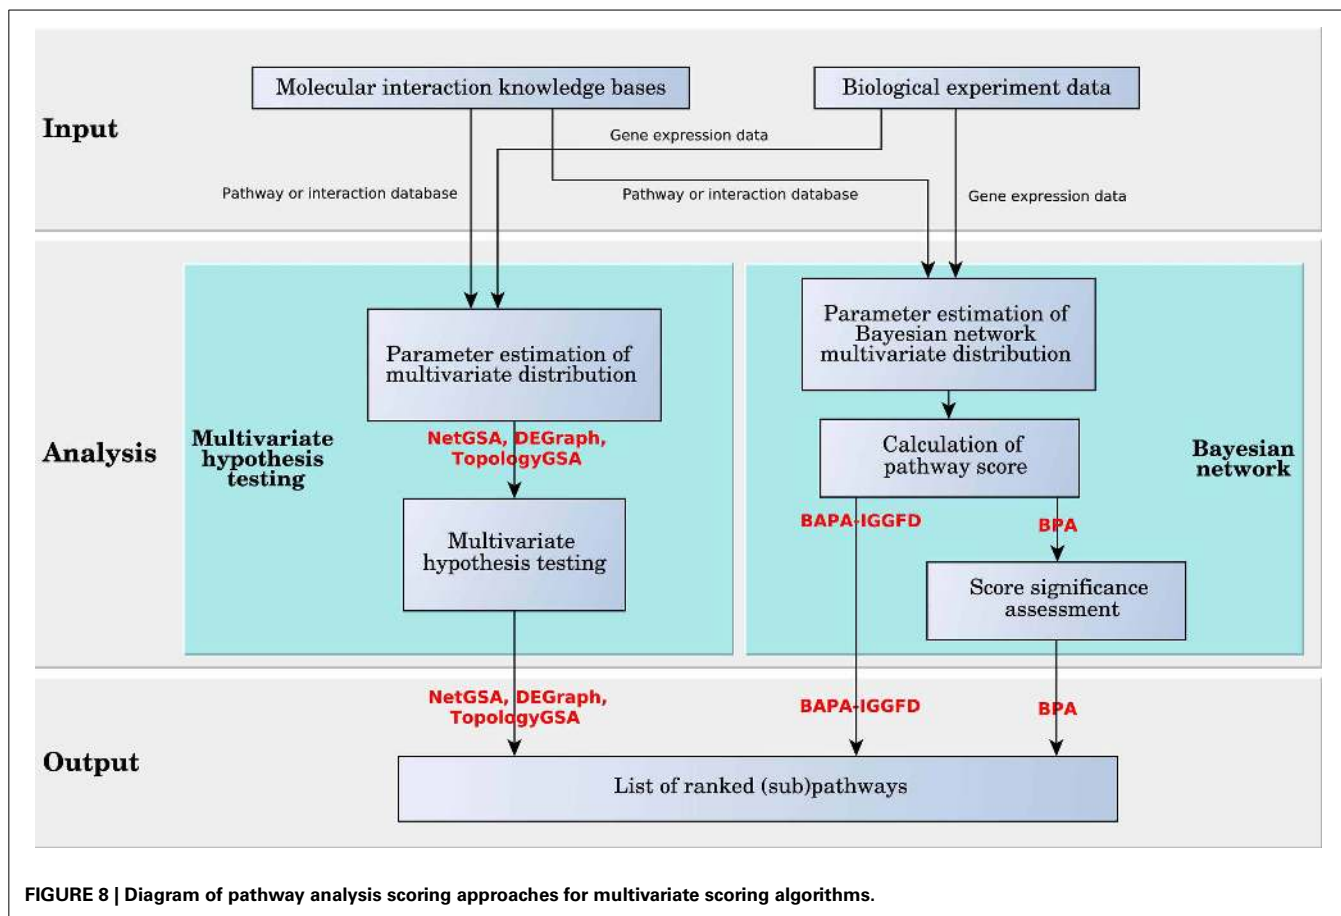 Molecular interaction knowledge bases
Biological experiment data
Input
Gene expression data
Pathway or interaction database
Pathway or interaction database
Gene expression data
Analysis
Multivariate
hypothesis
testing
Parameter estimation of
multivariate distribution
NetGSA, DEGraph,
TopologyGSA
Multivariate
hypothesis testing
Bayesian
network
Parameter estimation of
Bayesian network
multivariate distribution
Calculation of
pathway score
BAPA-IGGFD
BPA
Score significance
assessment
NetGSA, DEGraph,
TopologyGSA
BAPA-IGGFD
BPA
Output
List of ranked (sub)pathways
FIGURE 8 | Diagram of pathway analysis scoring approaches for multivariate scoring algorithms.